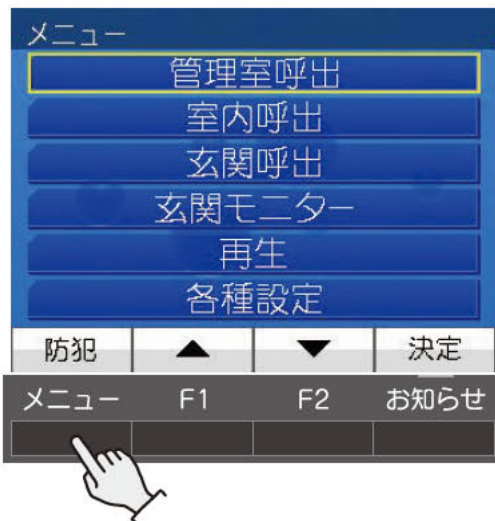 メニュー
管理室呼出
室内呼出
玄関呼出
玄関モニター
再生
各種設定
防犯 ▲ ▼ 決定
メニュー F1 F2 お知らせ